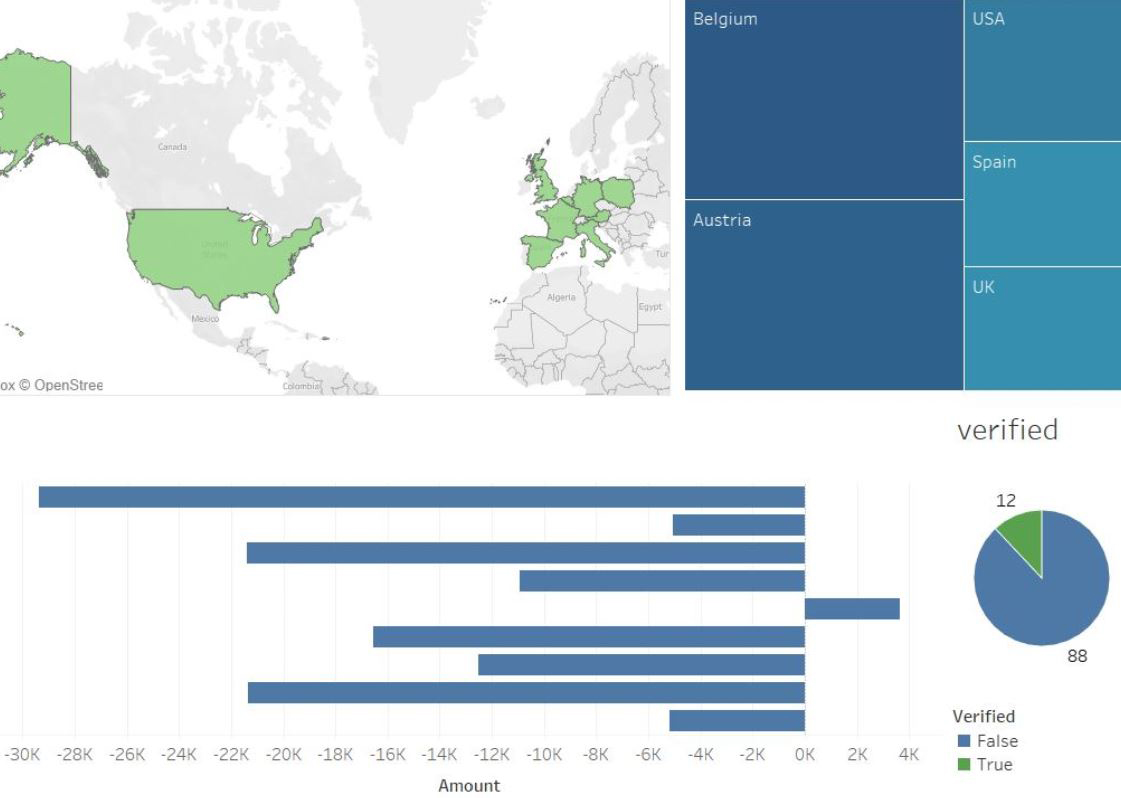 Canada
United
States
Mexico
Colombia
Algeria
Egypt
Tur
ox © OpenStree
Belgium
Austria
USA
Spain
UK
verified
12
88
-30K -28K -26K -24K -22K -20K -18K -16K -14K -12K -10K -8K -6K -4K -2K 0K 2K 4K
Amount
Verified
False
True